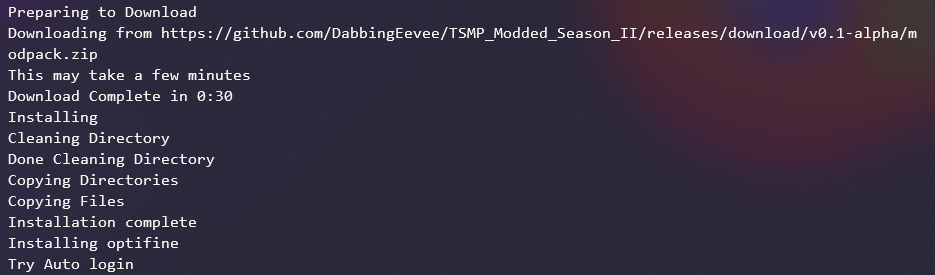 Preparing to Download
Downloading from https://github.com/DabbingEevee/TSMP_Modded_Season_II/releases/download/v0.1-alpha/m
odpack.zip
This may take a few minutes
Download Complete in 0:30
Installing
Cleaning Directory
Done Cleaning Directory
Copying Directories
Copying Files
Installation complete
Installing optifine
Try Auto login